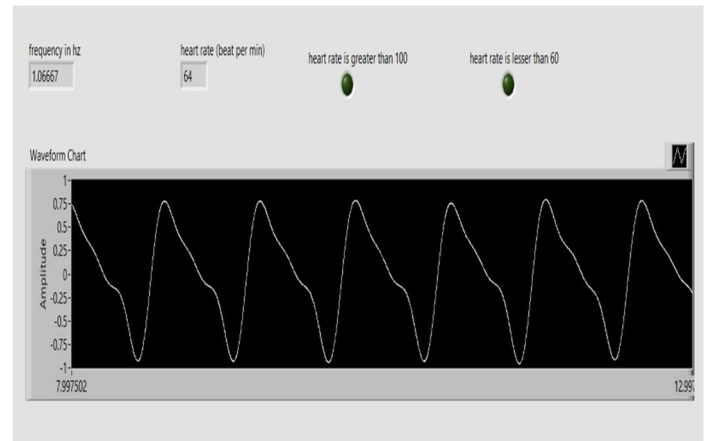 frequency in hz
1.06667
heart rate (beat per min)
64
heart rate is greater than 100
heart rate is lesser than 60
Waveform Chart
Amplitude
1-
0.75-
0.5-
0.25-
0-
-0.25-
-0.5-
-0.75-
-1-
7.997502
12.997